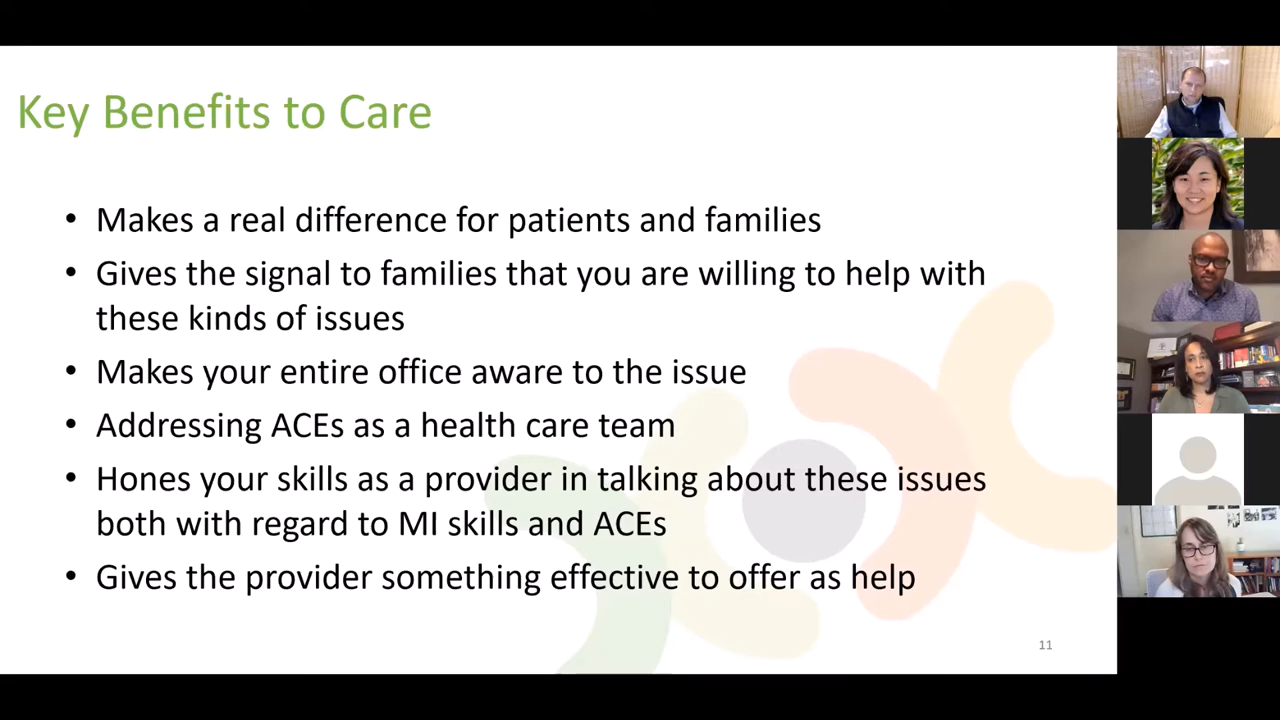 Key Benefits to Care
• Makes a real difference for patients and families
• Gives the signal to families that you are willing to help with
these kinds of issues
• Makes your entire office aware to the issue
• Addressing ACEs as a health care team
• Hones your skills as a provider in talking about these issues
both with regard to MI skills and ACEs
• Gives the provider something effective to offer as help
11